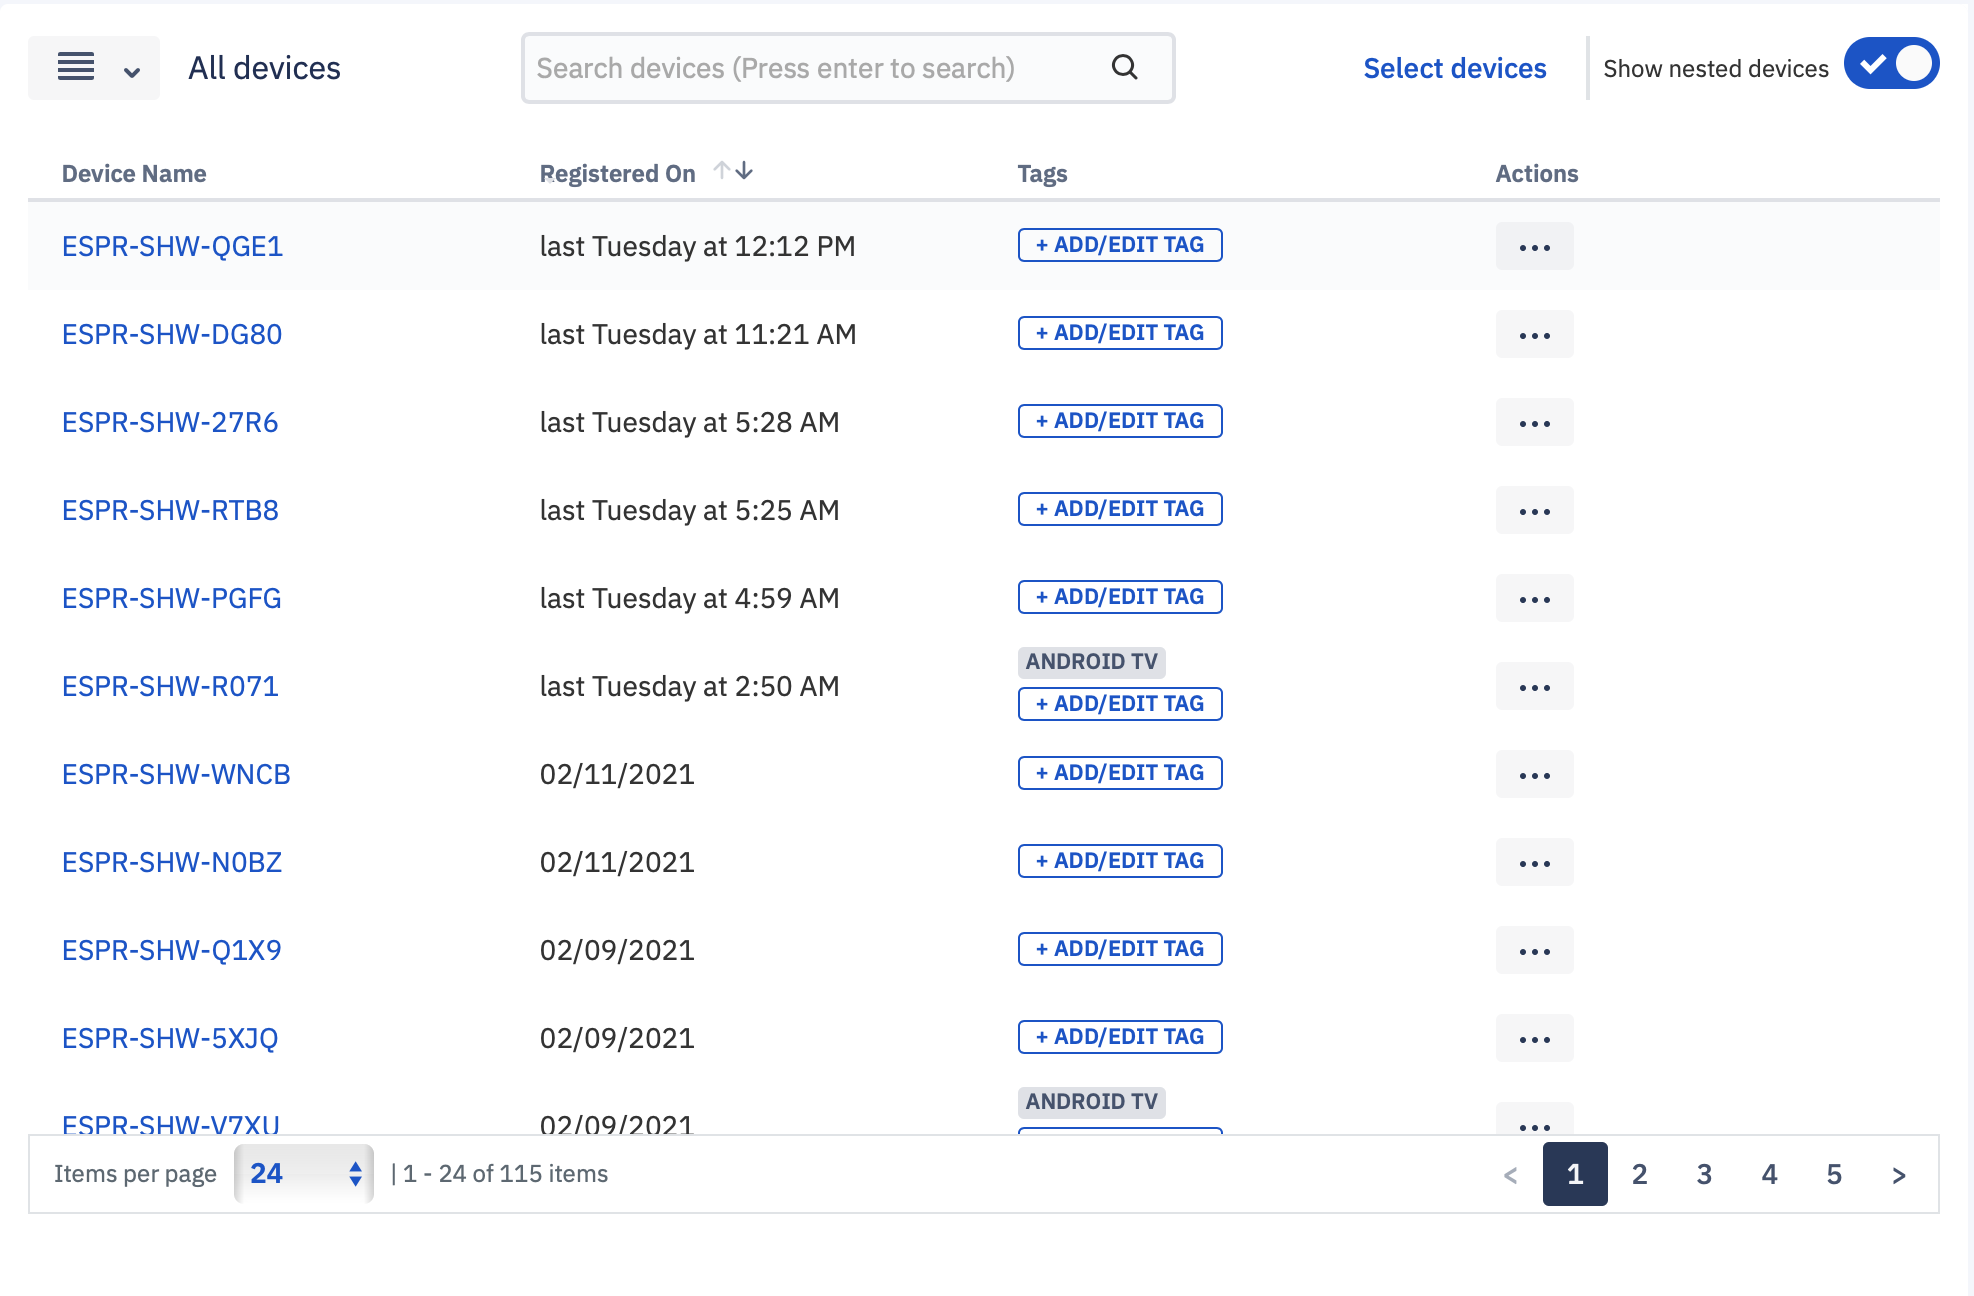 All devices
Search devices (Press enter to search)
Select devices
Show nested devices
Device Name Registered On Tags Actions
ESPR-SHW-QGE1 last Tuesday at 12:12 PM + ADD/EDIT TAG
ESPR-SHW-DG80 last Tuesday at 11:21 AM + ADD/EDIT TAG
ESPR-SHW-27R6 last Tuesday at 5:28 AM + ADD/EDIT TAG
ESPR-SHW-RTB8 last Tuesday at 5:25 AM + ADD/EDIT TAG
ESPR-SHW-PGFG last Tuesday at 4:59 AM + ADD/EDIT TAG
ANDROID TV
ESPR-SHW-R071 last Tuesday at 2:50 AM + ADD/EDIT TAG
ESPR-SHW-WNCB 02/11/2021 + ADD/EDIT TAG
ESPR-SHW-N0BZ 02/11/2021 + ADD/EDIT TAG
ESPR-SHW-Q1X9 02/09/2021 + ADD/EDIT TAG
ESPR-SHW-5XJQ 02/09/2021 + ADD/EDIT TAG
ANDROID TV
ESPR-SHW-V7XU 02/09/2021
Items per page 24 | 1 - 24 of 115 items < 1 2 3 4 5 >